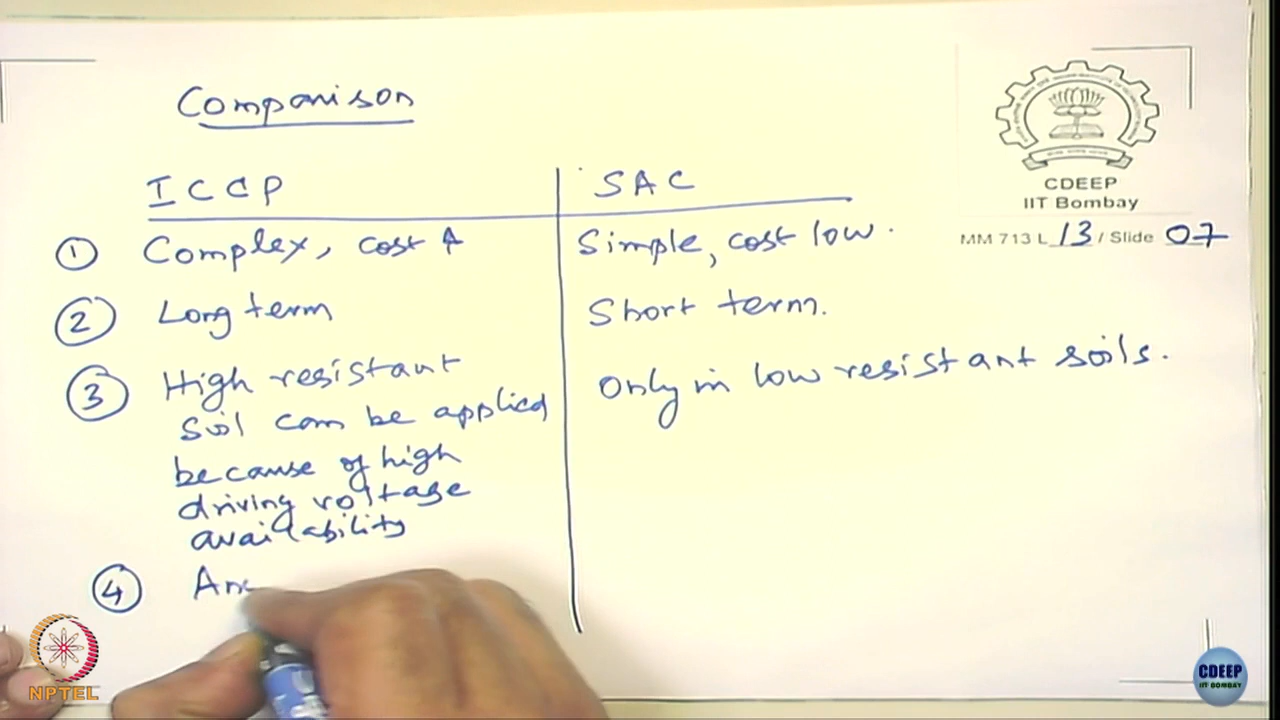 Comparison
ICCP
SAC
① Complex, cost ↑
Simple, cost low.
② Long term
Short term.
③ High resistant
soil can be applied
because of high
driving voltage
availability
Only in low resistant soils.
④ An
CDEEP
IIT Bombay
MM 713 L 13 / Slide 07
NPTEL
CDEEP
IIT BOMBAY